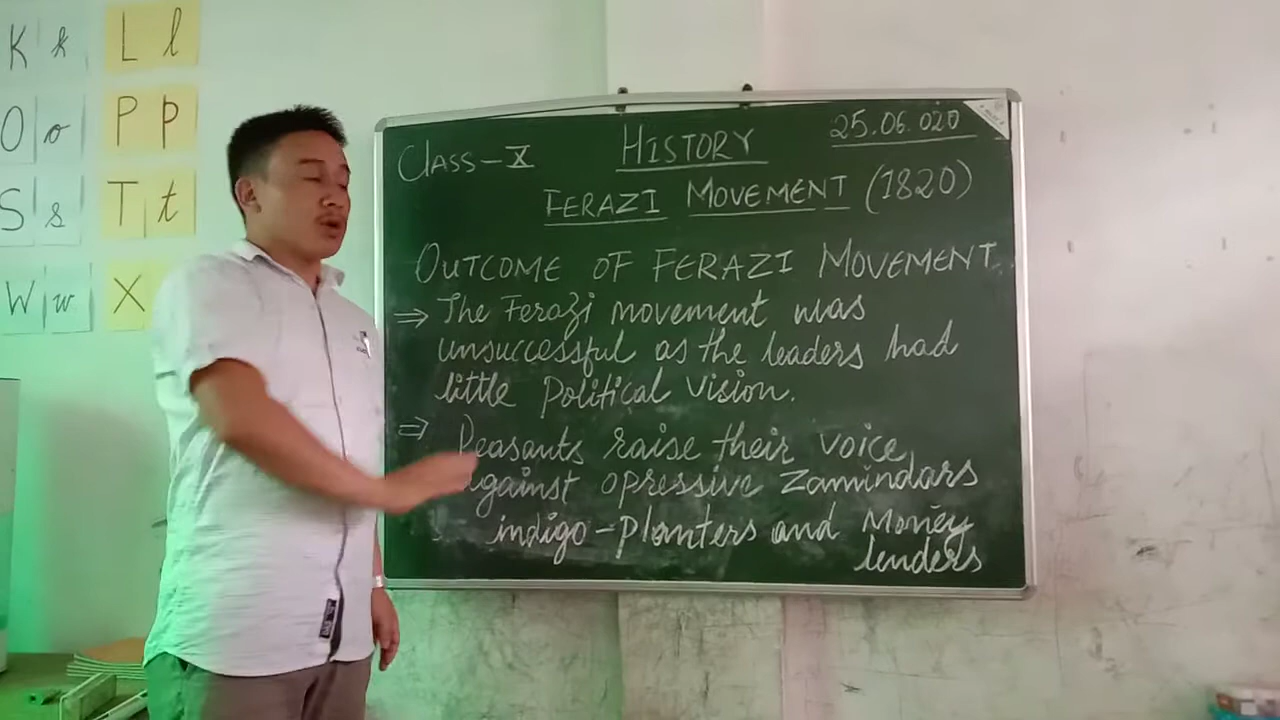 K k L l
O o P p
S s T t
W w X
CLASS-X HISTORY 25.06.020
FERAZI MOVEMENT (1820)
OUTCOME OF FERAZI MOVEMENT
⇒ The Ferazi movement was
unsuccessful as the leaders had
little Political vision.
⇒ Peasants raise their voice
against opressive Zamindars
indigo-Planters and Money
lenders